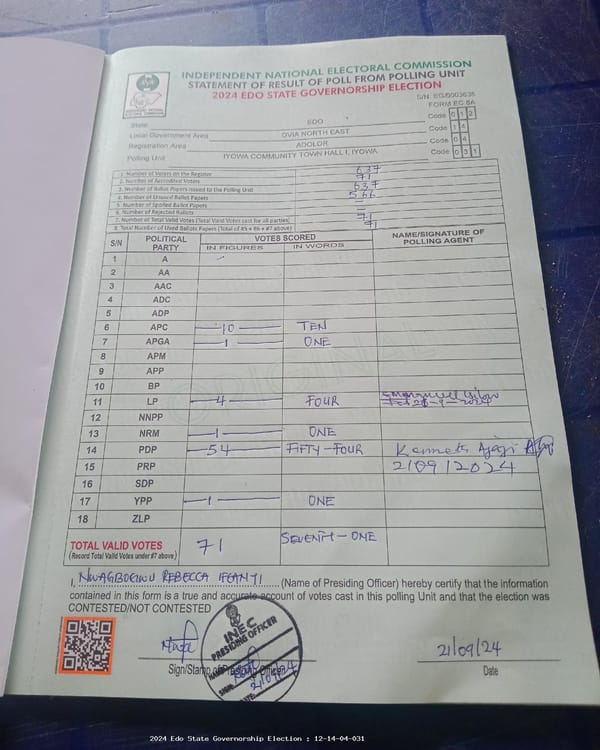 INDEPENDENT NATIONAL ELECTORAL COMMISSION
STATEMENT OF RESULT OF POLL FROM POLLING UNIT
2024 EDO STATE GOVERNORSHIP ELECTION
S/N EG/0003635
FORM EC 8A
State EDO Code 0 1 2
Local Government Area OVIA NORTH EAST Code 1 4
Registration Area ADOLOR Code 0 4
Polling Unit IYOWA COMMUNITY TOWN HALL I, IYOWA Code 0 3 1
1. Number of Voters on the Register 637
2. Number of Accredited Voters 71
3. Number of Ballot Papers Issued to the Polling Unit 637
4. Number of Unused Ballot Papers 566
5. Number of Spoiled Ballot Papers –
6. Number of Rejected Ballots –
7. Number of Total Valid Votes (Total Valid Votes cast for all parties) 71
8. Total Number of Used Ballots Papers (Total of #5 + #6 + #7 above) 71
S/N POLITICAL PARTY VOTES SCORED NAME/SIGNATURE OF POLLING AGENT
IN FIGURES IN WORDS
1 A
2 AA
3 AAC
4 ADC
5 ADP
6 APC 10 TEN
7 APGA 1 ONE
8 APM
9 APP
10 BP
11 LP 4 FOUR
12 NNPP
13 NRM 1 ONE
14 PDP 54 FIFTY-FOUR Kenneth Ajayi
15 PRP 2109/2024
16 SDP
17 YPP 1 ONE
18 ZLP
TOTAL VALID VOTES 71 SEVENTH-ONE
(Record Total Valid Votes under #7 above)
I, NWAGBOKINU REBECCA IFEANYI (Name of Presiding Officer) hereby certify that the information
contained in this form is a true and accurate account of votes cast in this polling Unit and that the election was
CONTESTED/NOT CONTESTED
INEC
PRESIDING OFFICER
21/09/24
Sign/Stamp of Presiding Officer
21/09/24
Date
2024 Edo State Governorship Election : 12-14-04-031